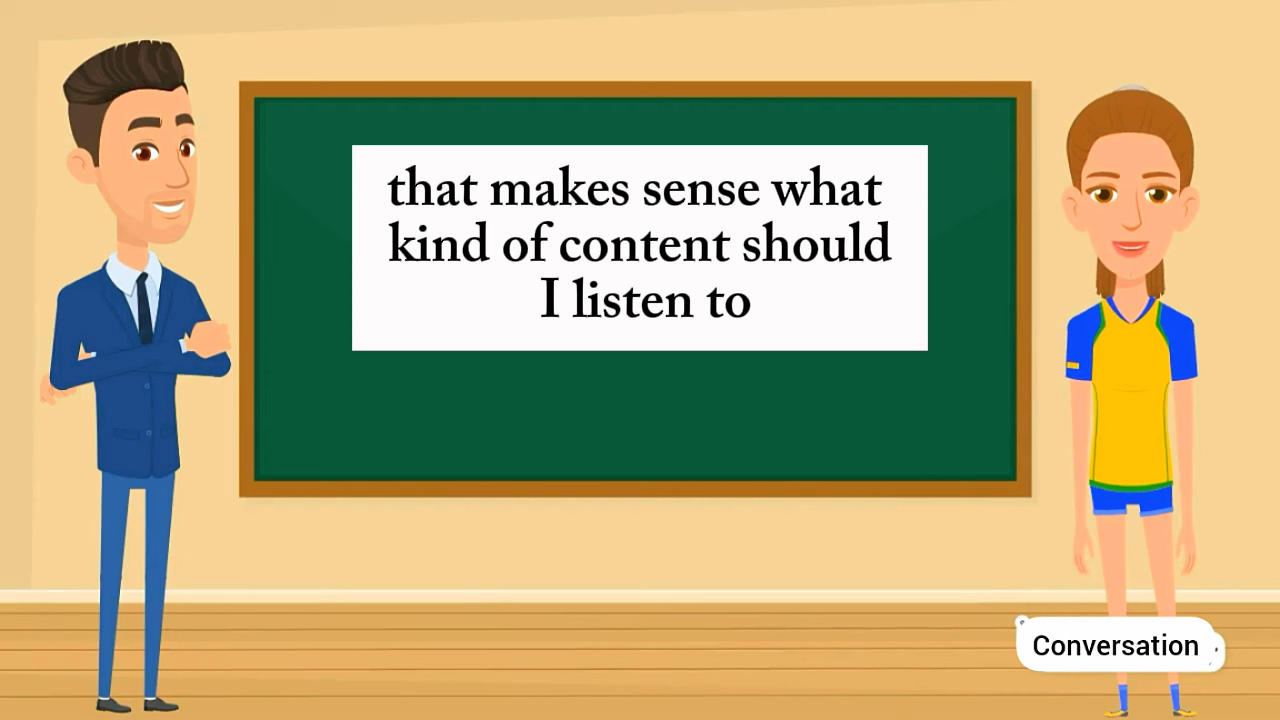 that makes sense what
kind of content should
I listen to
Conversation